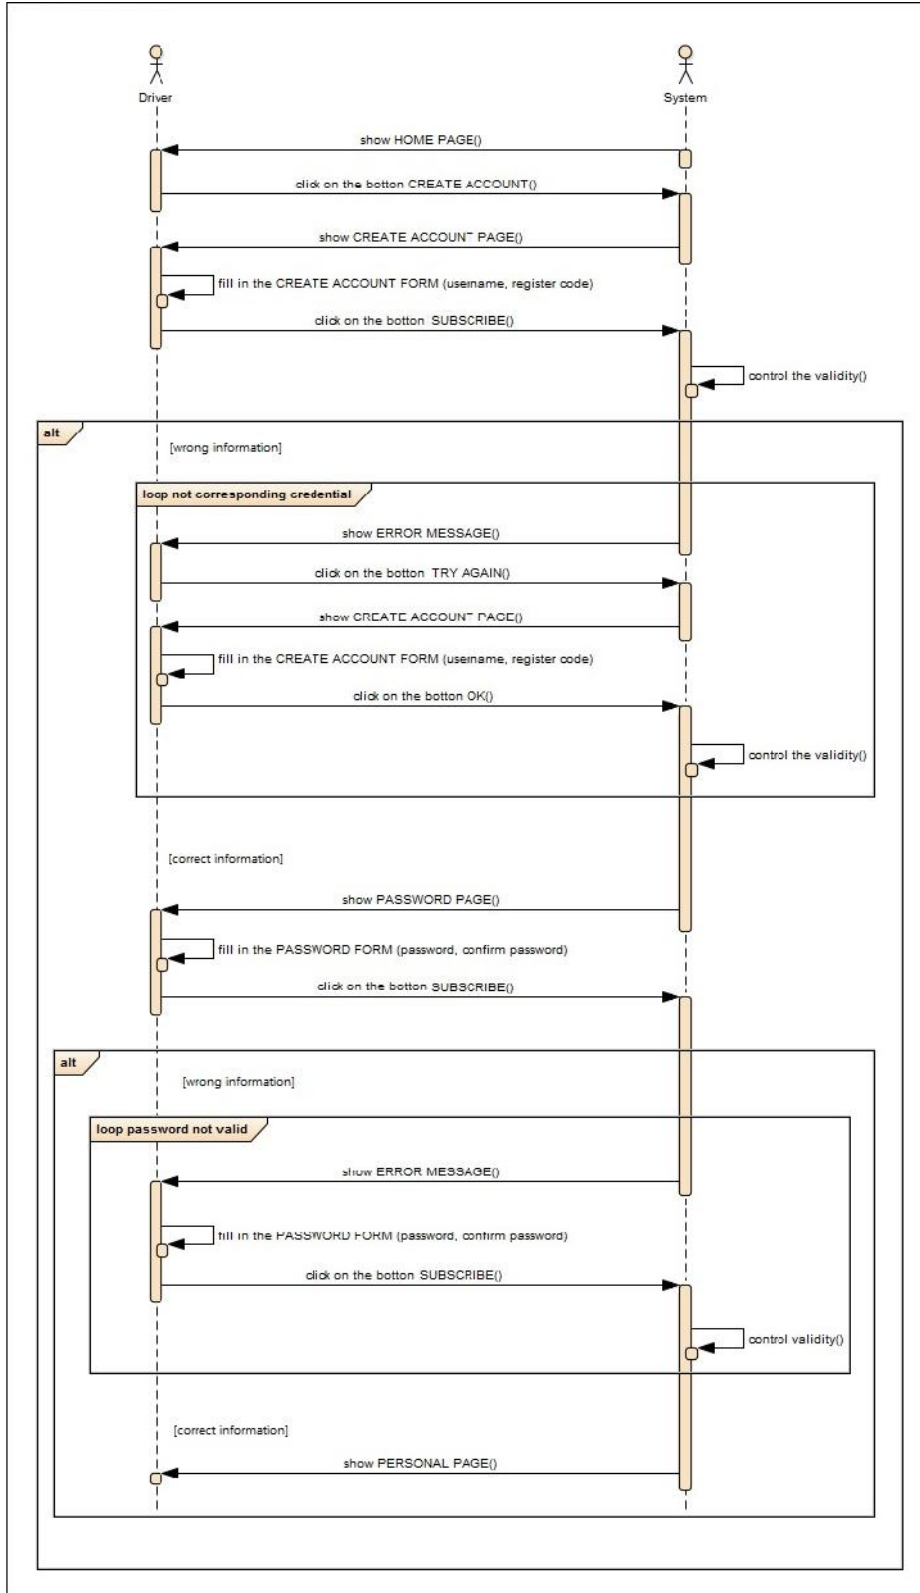 Driver
System
show HOME PAGE()
click on the botton CREATE ACCOUNT()
show CREATE ACCOUNT PAGE()
fill in the CREATE ACCOUNT FORM (username, register code)
click on the botton SUBSCRIBE()
control the validity()
alt
[wrong information]
loop not corresponding credential
show ERROR MESSAGE()
click on the botton TRY AGAIN()
show CREATE ACCOUNT PAGE()
fill in the CREATE ACCOUNT FORM (username, register code)
click on the botton OK()
control the validity()
[correct information]
show PASSWORD PAGE()
fill in the PASSWORD FORM (password, confirm password)
click on the botton SUBSCRIBE()
alt
[wrong information]
loop password not valid
show ERROR MESSAGE()
fill in the PASSWORD FORM (password, confirm password)
click on the botton SUBSCRIBE()
control validity()
[correct information]
show PERSONAL PAGE()